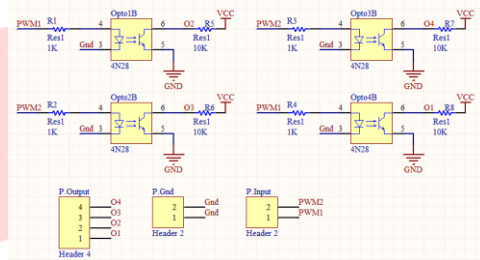 Opto1B
VCC
PWM1 R1 4 6 O2 R5
Res1 Gnd 3 5 Res1
1K 10K
4N28
GND
Opto3B
VCC
PWM2 R3 4 6 O4 R7
Res1 Gnd 3 5 Res1
1K 10K
4N28
GND
Opto2B
VCC
PWM2 R2 4 6 O3 R6
Res1 Gnd 3 5 Res1
1K 10K
4N28
GND
Opto4B
VCC
PWM1 R4 4 6 O1 R8
Res1 Gnd 3 5 Res1
1K 10K
4N28
GND
P.Output
4 O4
3 O3
2 O2
1 O1
Header 4
P.Gnd
2 Gnd
1 Gnd
Header 2
P.Input
2 PWM2
1 PWM1
Header 2